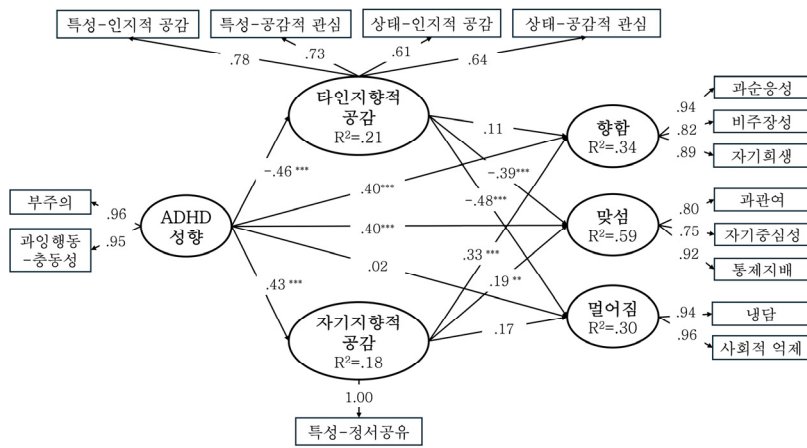 특성-인지적 공감
특성-공감적 관심
상태-인지적 공감
상태-공감적 관심
.78
.73
.61
.64
타인지향적
공감
R²=.21
향함
R²=.34
과순응성
비주장성
자기희생
.94
.82
.89
.11
-.46 ***
-.39***
.40***
-.48***
부주의
과잉행동
-충동성
.96
.95
ADHD
성향
.40***
맞섬
R²=.59
과관여
자기중심성
통제지배
.80
.75
.92
.02
.33 ***
.43 ***
.19 **
자기지향적
공감
R²=.18
.17
멀어짐
R²=.30
.94
.96
냉담
사회적 억제
1.00
특성-정서공유